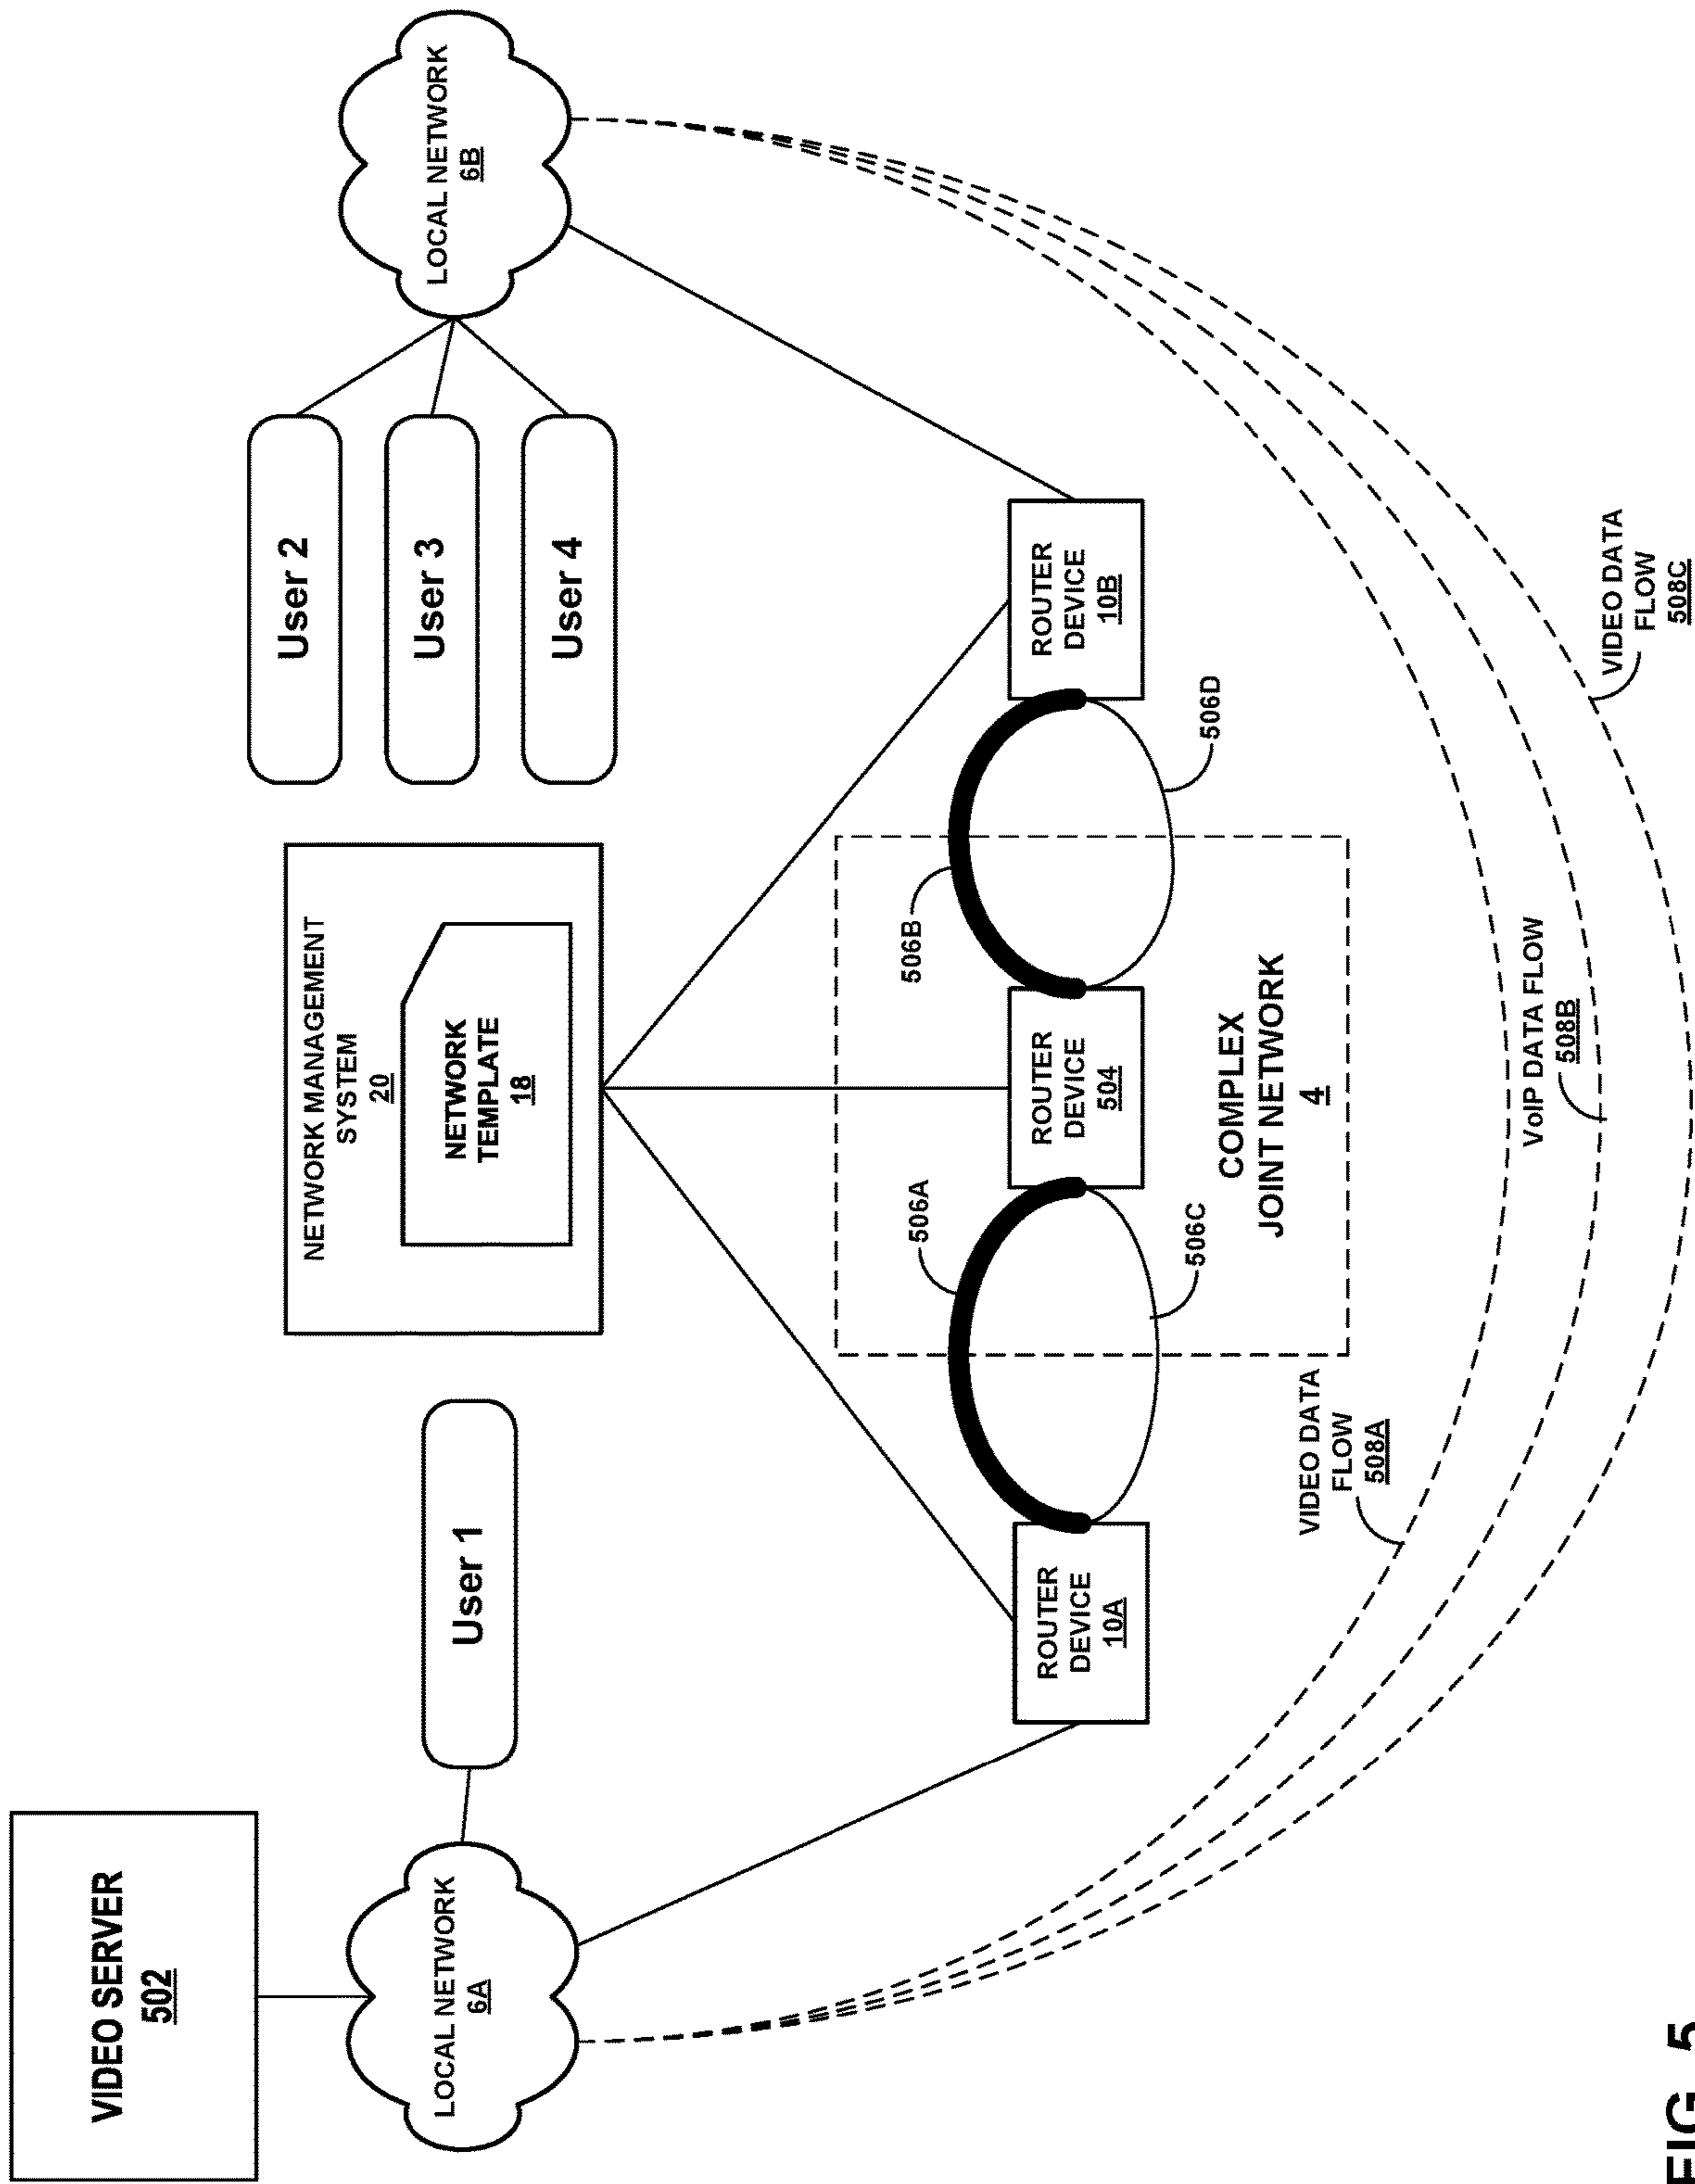 VIDEO SERVER
502
LOCAL NETWORK
6A
User 1
NETWORK MANAGEMENT
SYSTEM
20
NETWORK
TEMPLATE
18
User 2
User 3
User 4
LOCAL NETWORK
6B
ROUTER
DEVICE
10A
506A
506C
ROUTER
DEVICE
504
506B
506D
ROUTER
DEVICE
10B
COMPLEX
JOINT NETWORK
4
VIDEO DATA
FLOW
508A
VoIP DATA FLOW
508B
VIDEO DATA
FLOW
508C
FIG. 5